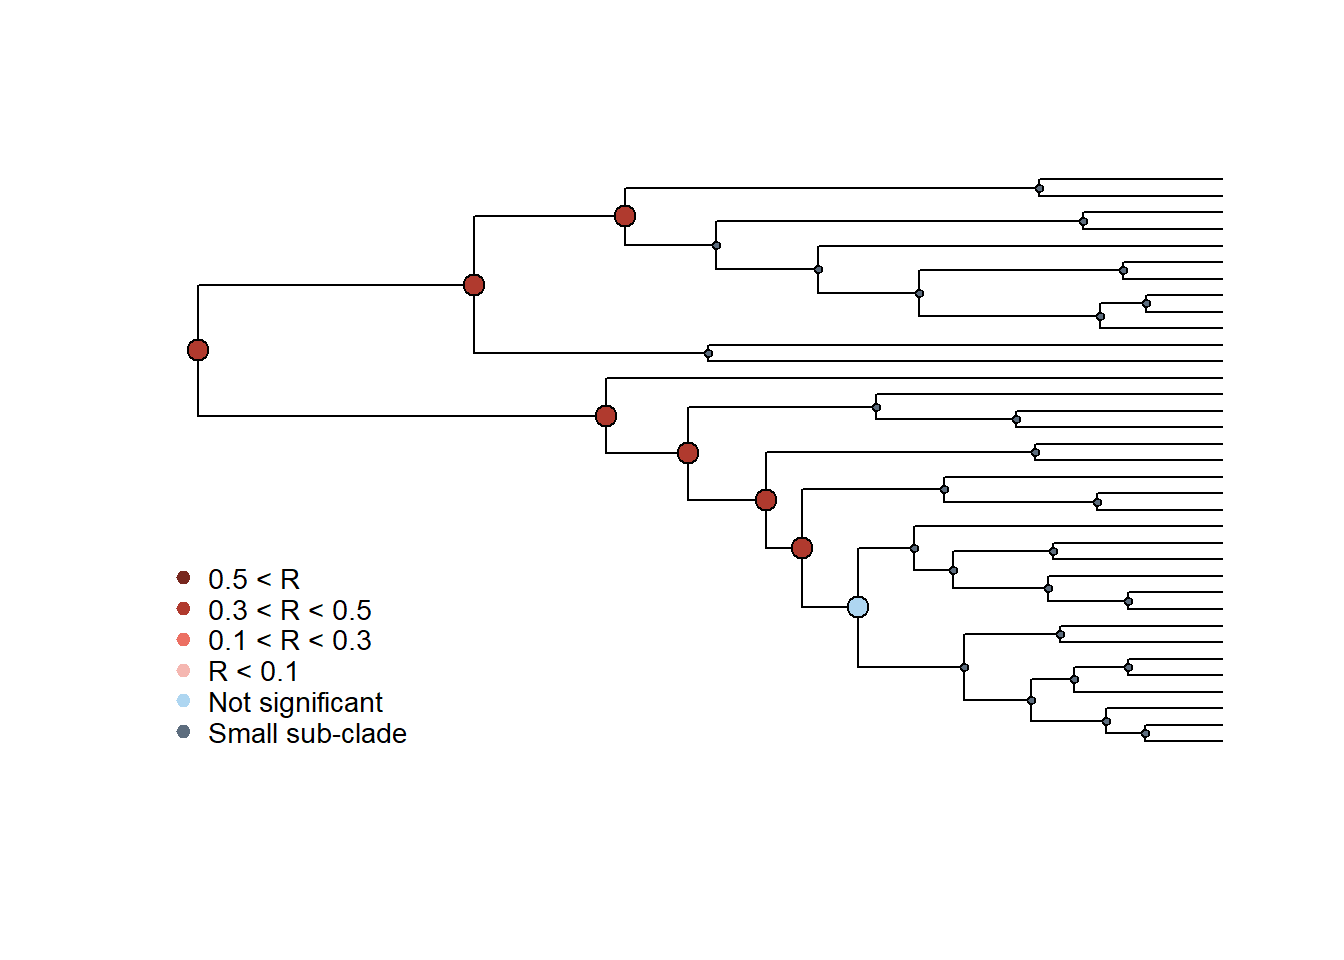 0.5 < R
0.3 < R < 0.5
0.1 < R < 0.3
R < 0.1
Not significant
Small sub-clade